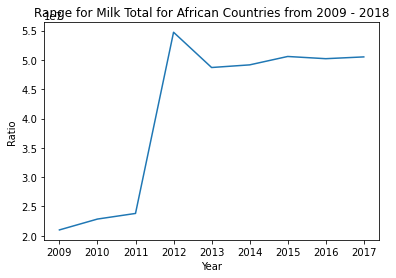 Range for Milk Total for African Countries from 2009 - 2018
1e7
5.5
5.0
4.5
4.0
3.5
3.0
2.5
2.0
Ratio
2009 2010 2011 2012 2013 2014 2015 2016 2017
Year